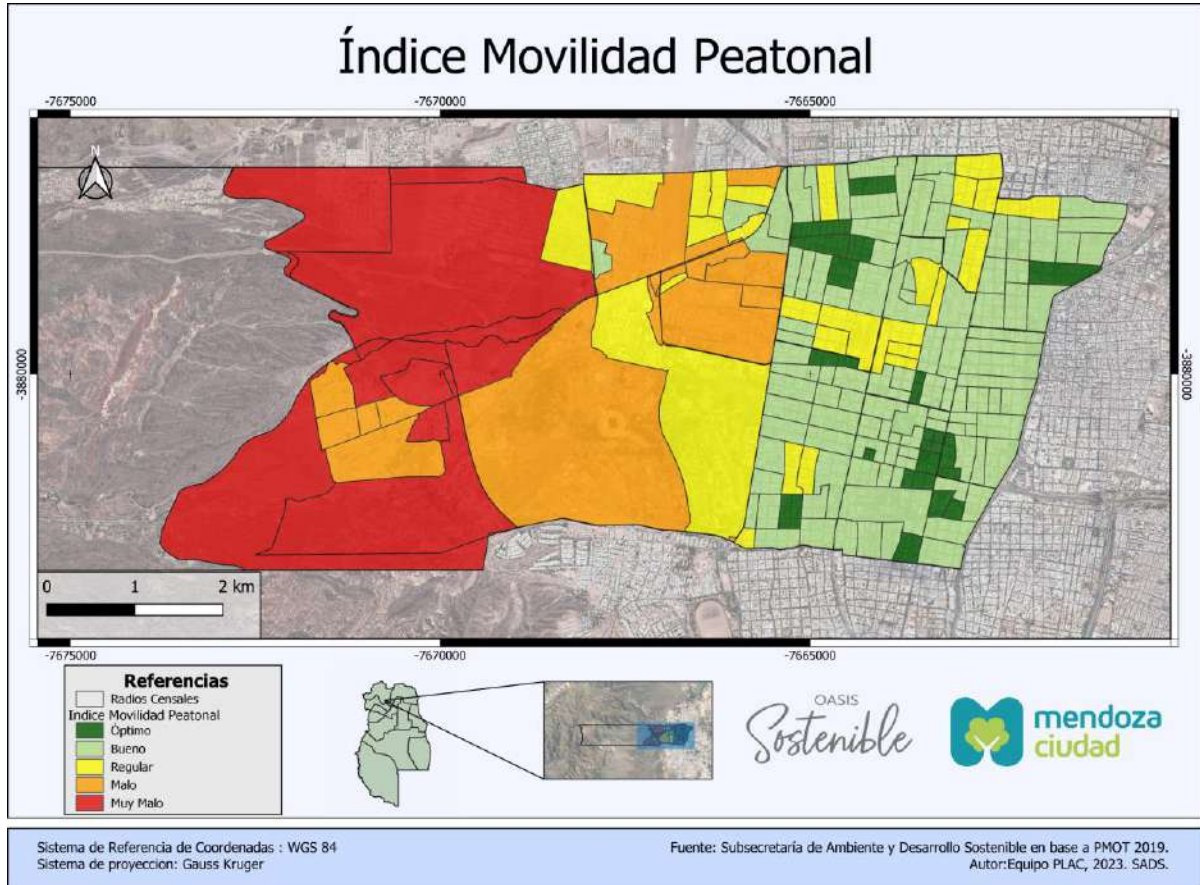 Índice Movilidad Peatonal
-7675000
-7670000
-7665000
N
-3880000
-3880000
0 1 2 km
-7675000
-7670000
-7665000
Referencias
Radios Censales
Indice Movilidad Peatonal
Óptimo
Bueno
Regular
Malo
Muy Malo
OASIS
Sostenible
mendoza
ciudad
Sistema de Referencia de Coordenadas : WGS 84
Sistema de proyeccion: Gauss Kruger
Fuente: Subsecretaría de Ambiente y Desarrollo Sostenible en base a PMOT 2019.
Autor:Equipo PLAC, 2023. SADS.